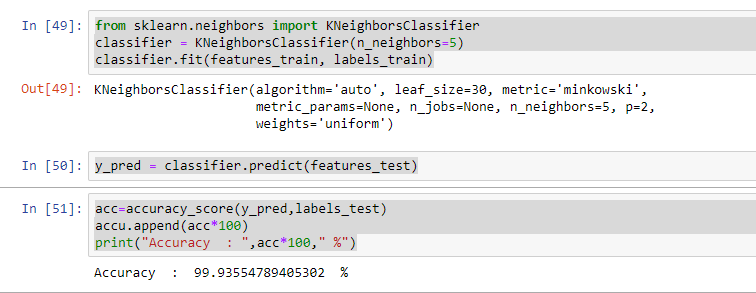 In [49]: from sklearn.neighbors import KNeighborsClassifier
classifier = KNeighborsClassifier(n_neighbors=5)
classifier.fit(features_train, labels_train)
Out[49]: KNeighborsClassifier(algorithm='auto', leaf_size=30, metric='minkowski',
metric_params=None, n_jobs=None, n_neighbors=5, p=2,
weights='uniform')
In [50]: y_pred = classifier.predict(features_test)
In [51]: acc=accuracy_score(y_pred,labels_test)
accu.append(acc*100)
print("Accuracy  : ",acc*100," %")
Accuracy  :  99.93554789405302  %